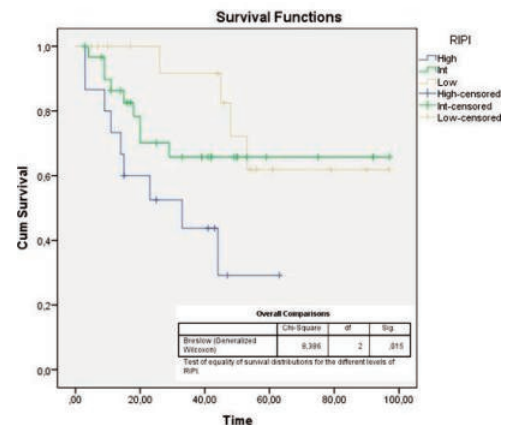 Survival Functions
RIPI
High
Int
Low
High-censored
Int-censored
Low-censored
Cum Survival
1,0
0,8
0,6
0,4
0,2
0,0
Overall Comparisons
Chi-Square df Sig.
Breslow (Generalized Wilcoxon) 8,386 2 ,015
Test of equality of survival distributions for the different levels of
RIPI.
,00 20,00 40,00 60,00 80,00 100,00
Time